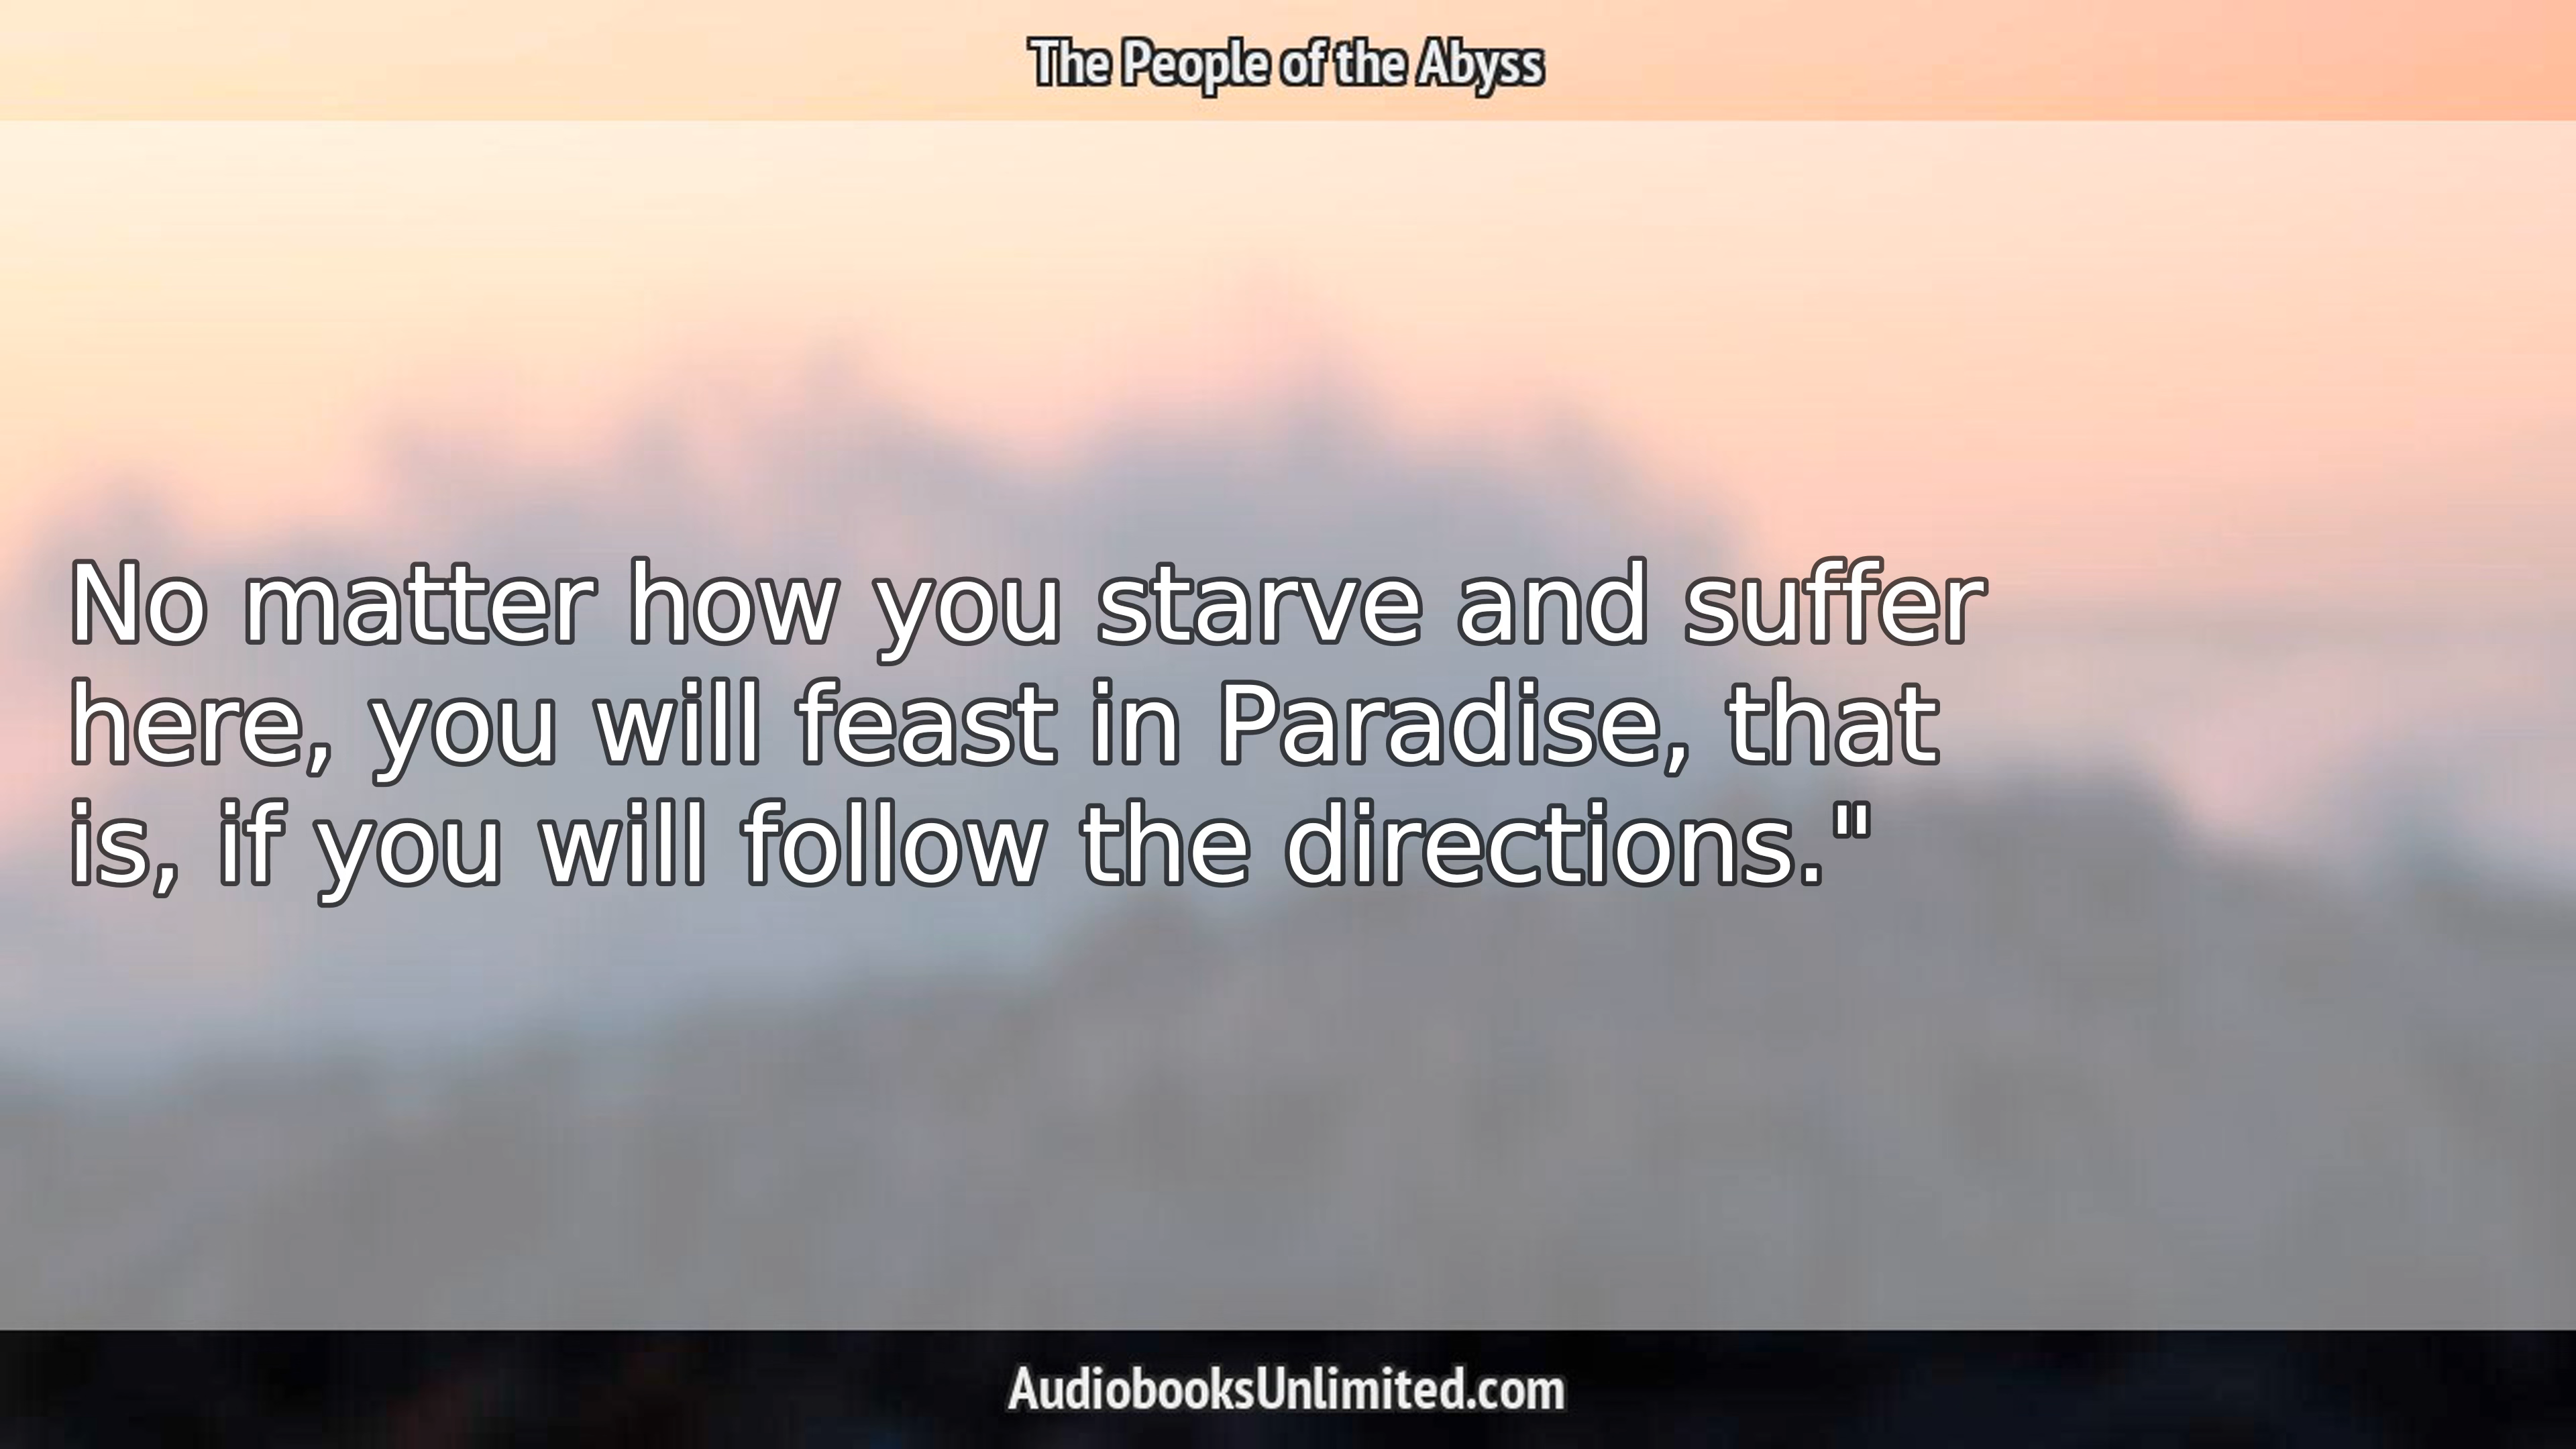 The People of the Abyss
No matter how you starve and suffer
here, you will feast in Paradise, that
is, if you will follow the directions."
AudiobooksUnlimited.com